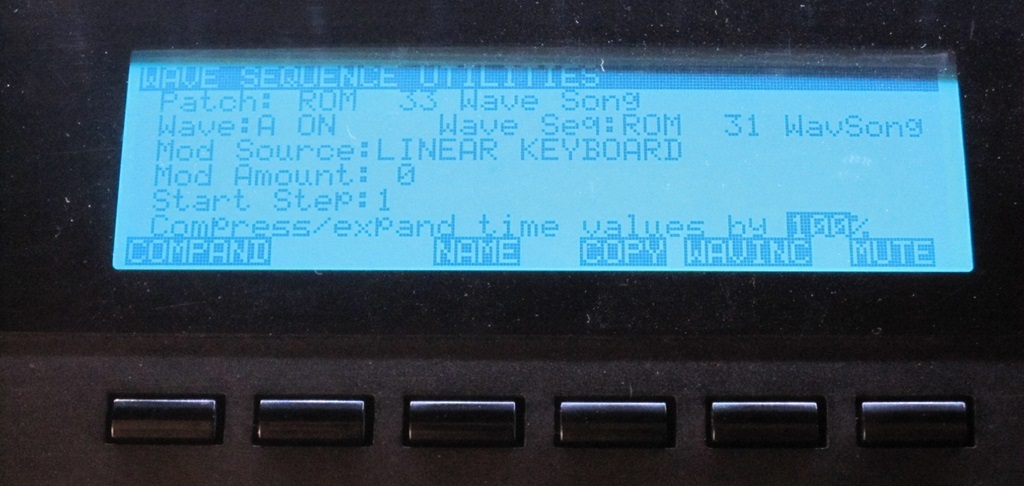 WAVE SEQUENCE UTILITIES
Patch: ROM 33 Wave Song
Wave:A ON Wave Seq:ROM 31 WavSong
Mod Source:LINEAR KEYBOARD
Mod Amount: 0
Start Step:1
Compress/expand time values by 100%
COMPAND NAME COPY WAVINC MUTE